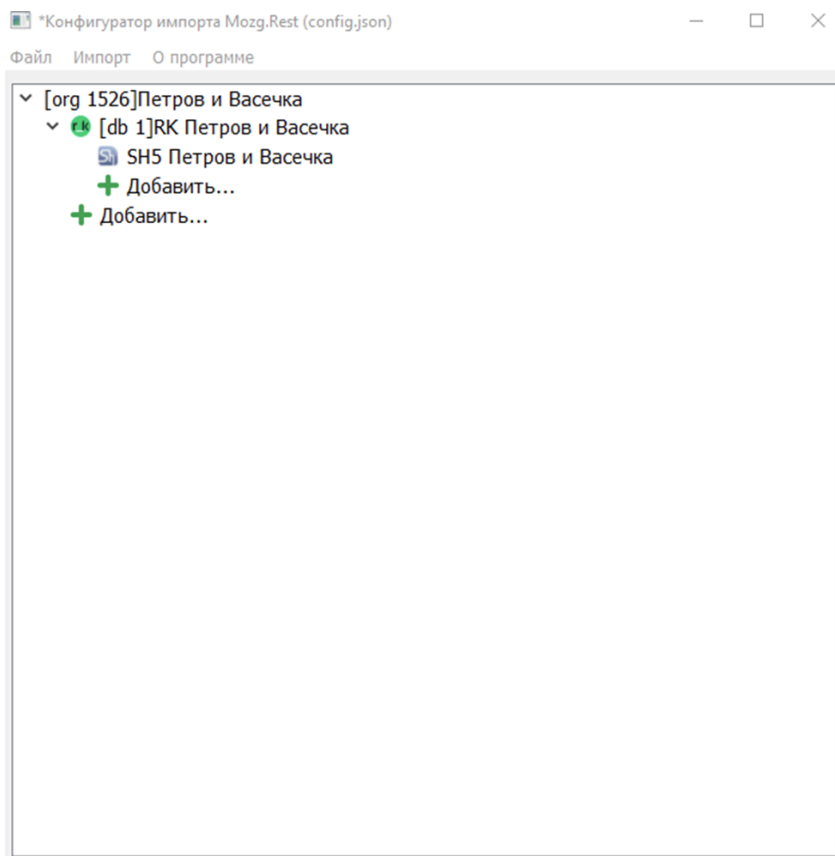 *Конфигуратор импорта Mozg.Rest (config.json)
Файл Импорт О программе
[org 1526]Петров и Васечка
r.k [db 1]RK Петров и Васечка
Sh SH5 Петров и Васечка
Добавить...
Добавить...